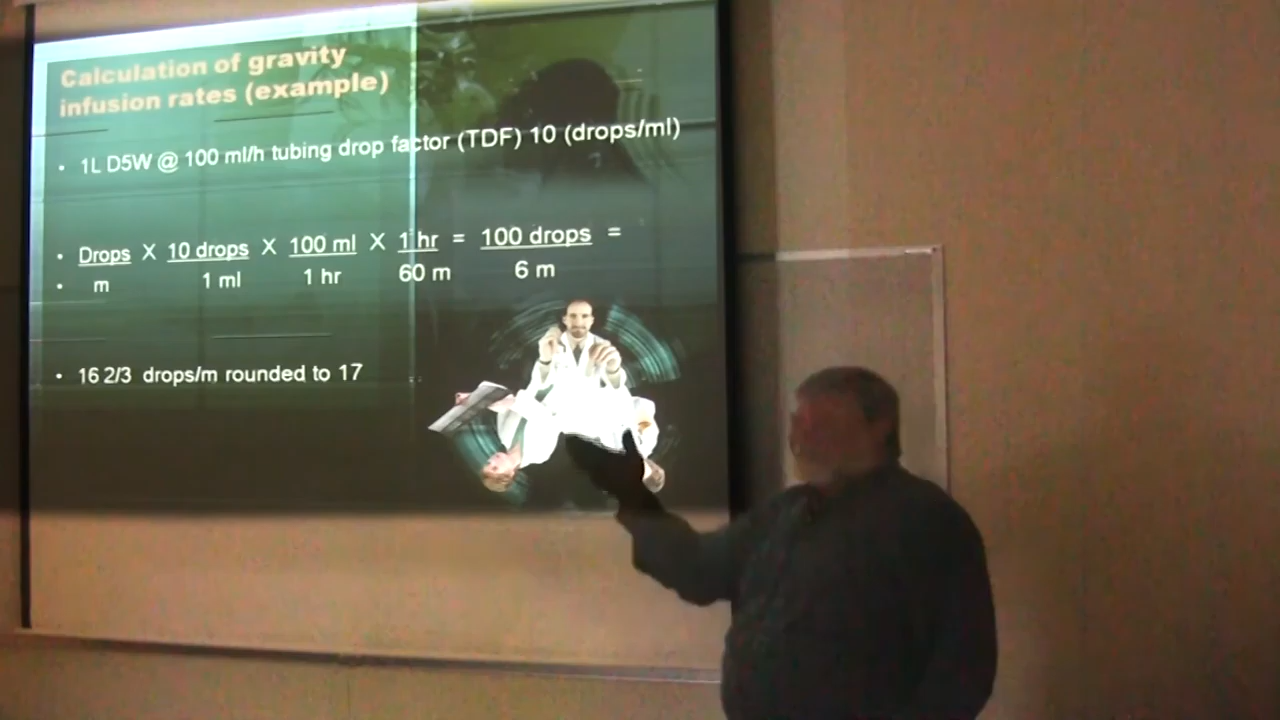 Calculation of gravity
infusion rates (example)
• 1L D5W @ 100 ml/h tubing drop factor (TDF) 10 (drops/ml)
• Drops X 10 drops X 100 ml X 1 hr = 100 drops =
• m 1 ml 1 hr 60 m 6 m
• 16 2/3 drops/m rounded to 17